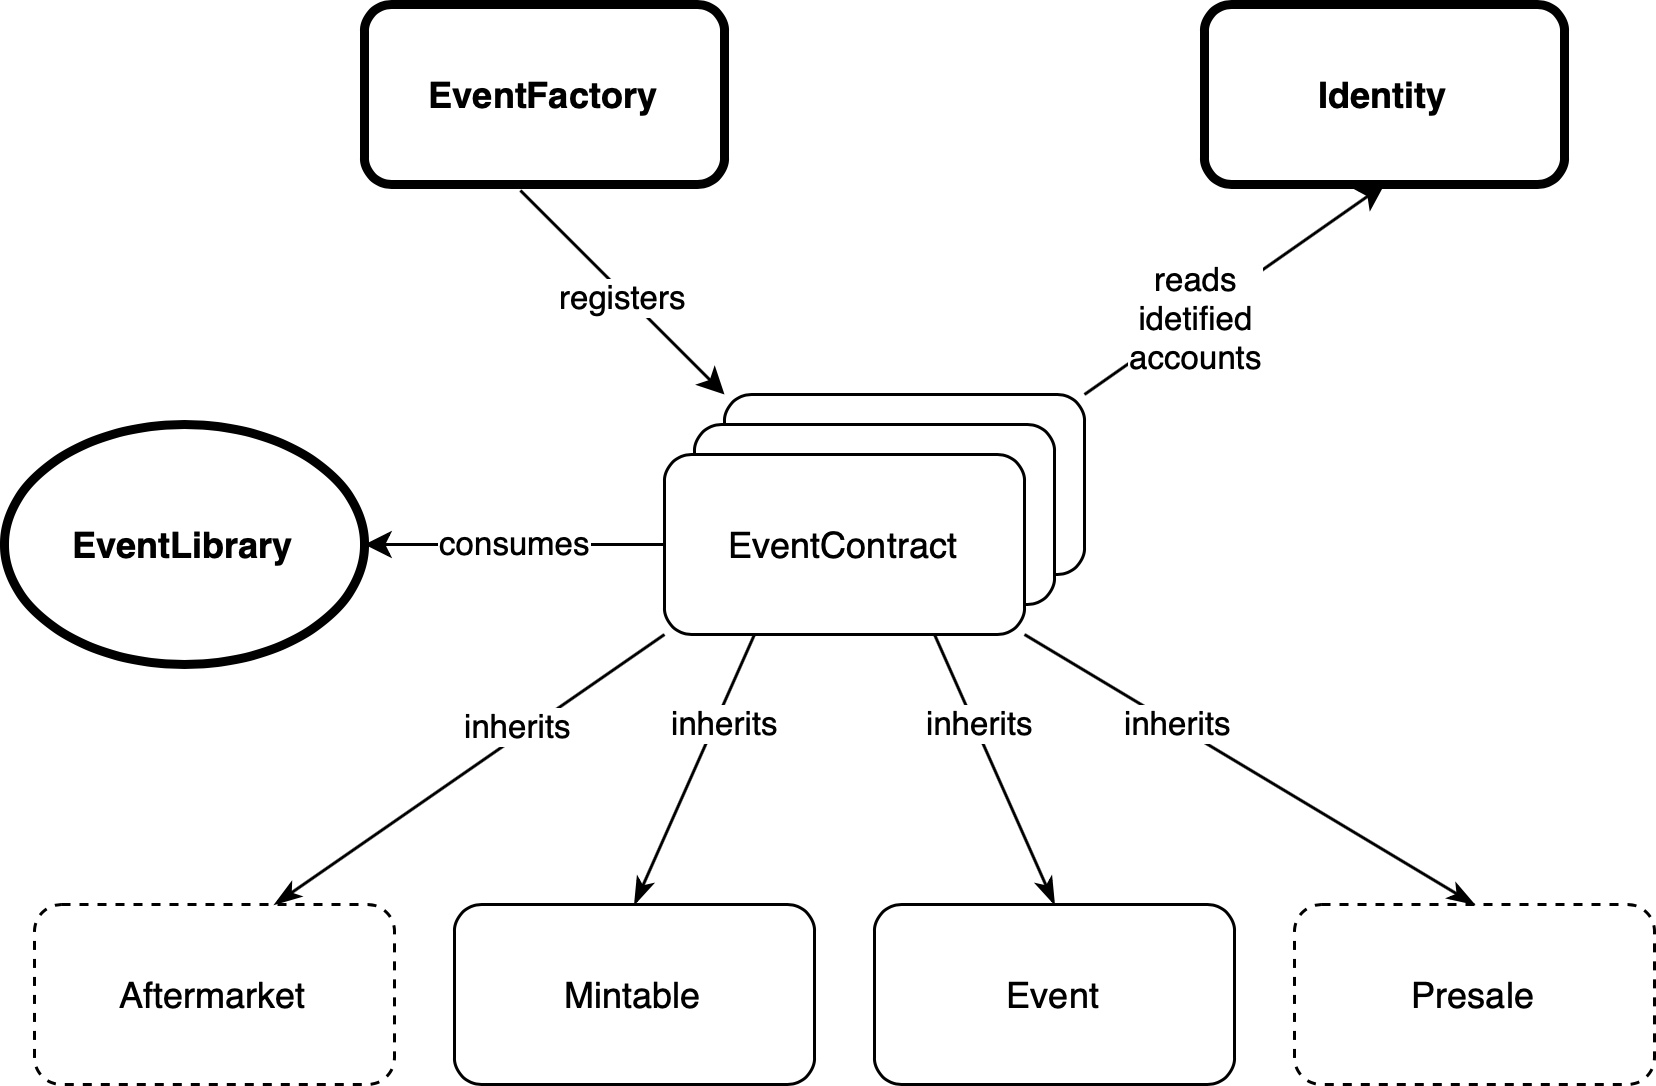 EventFactory
Identity
registers
reads
idetified
accounts
EventLibrary
consumes
EventContract
inherits
inherits
inherits
inherits
Aftermarket
Mintable
Event
Presale